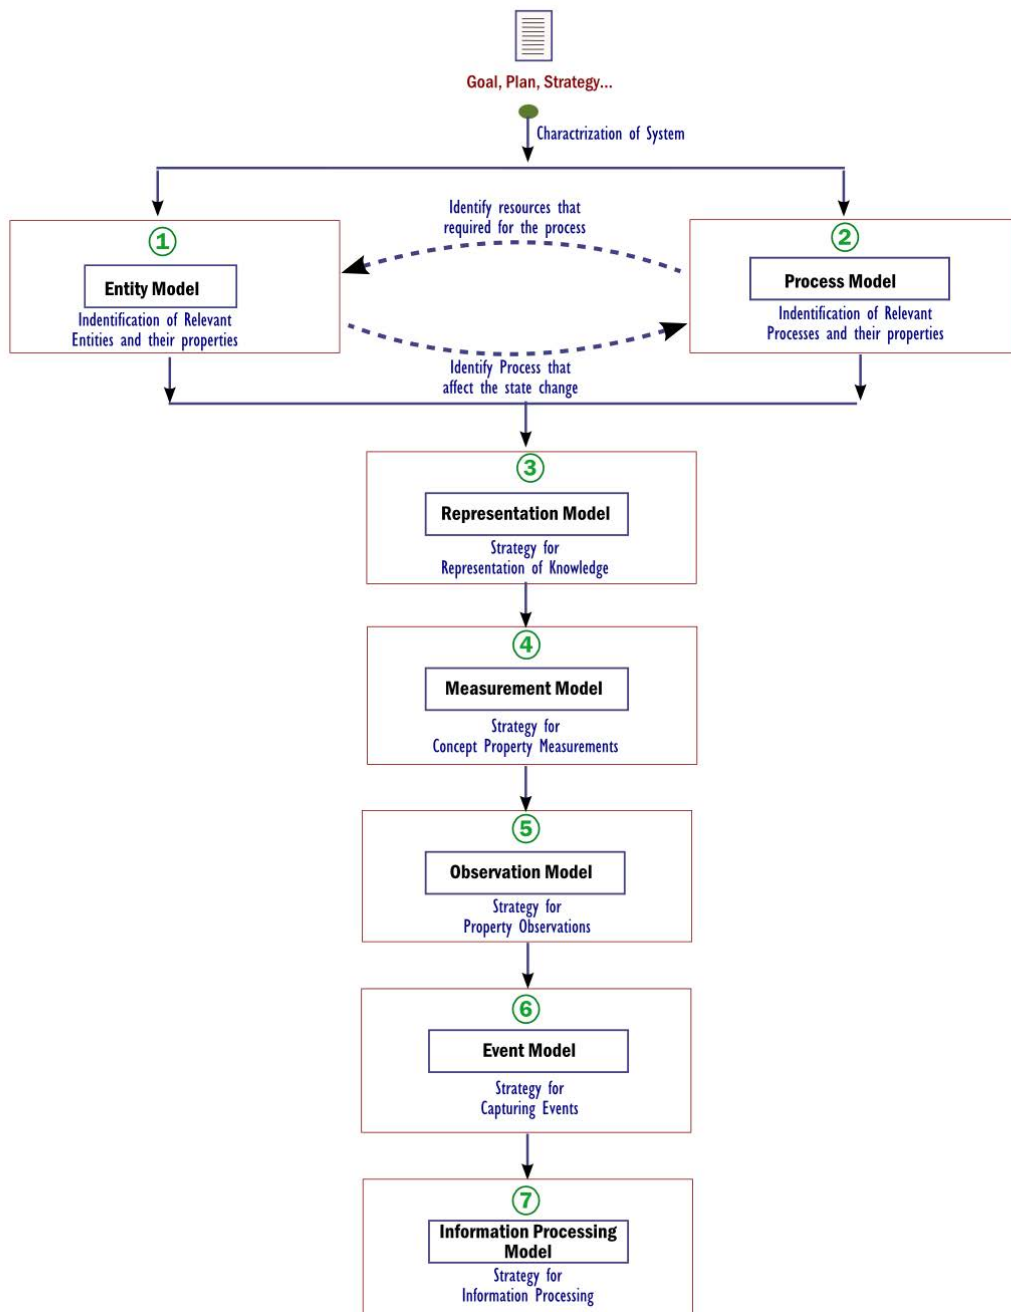 Goal, Plan, Strategy...
Charactrization of System
Identify resources that
required for the process
1
Entity Model
Indentification of Relevant
Entities and their properties
2
Process Model
Indentification of Relevant
Processes and their properties
Identify Process that
affect the state change
3
Representation Model
Strategy for
Representation of Knowledge
4
Measurement Model
Strategy for
Concept Property Measurements
5
Observation Model
Strategy for
Property Observations
6
Event Model
Strategy for
Capturing Events
7
Information Processing
Model
Strategy for
Information Processing